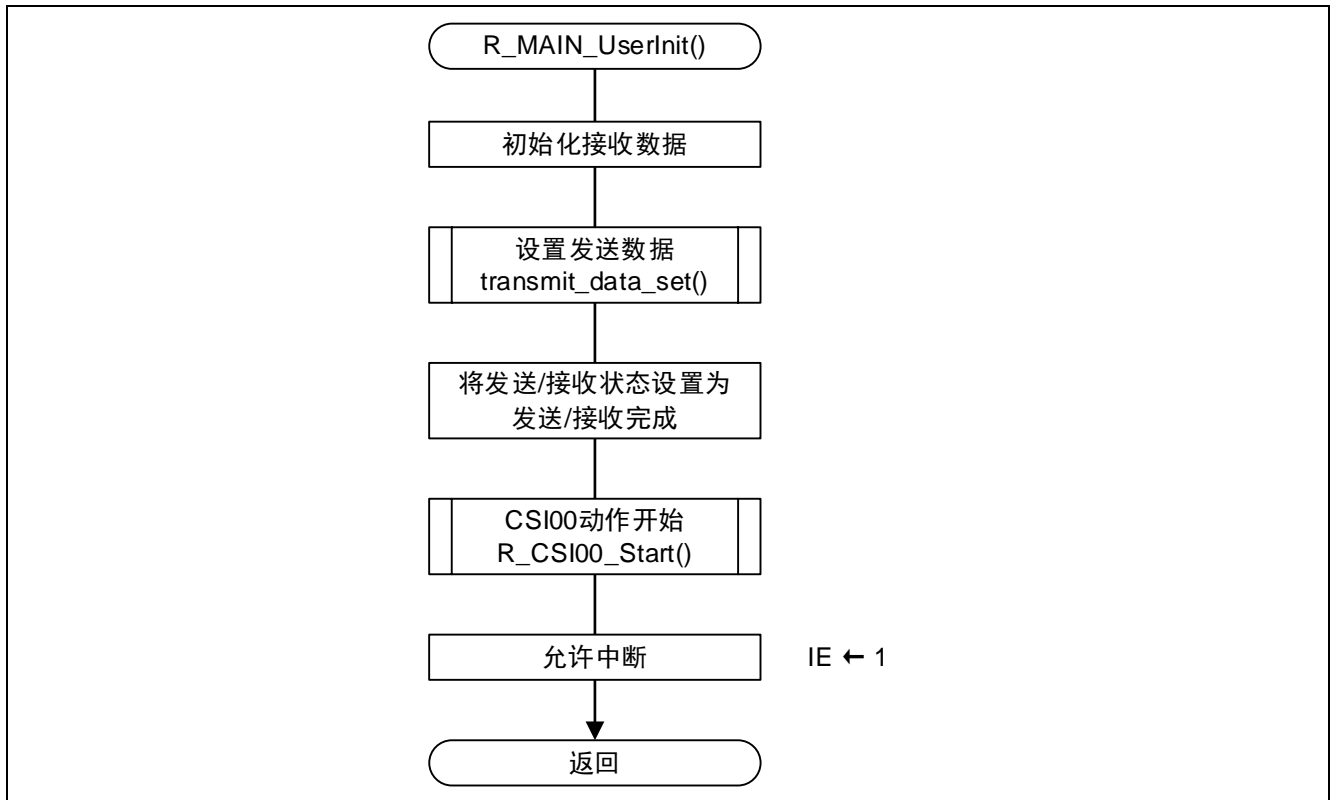 R_MAIN_UserInit()
初始化接收数据
设置发送数据
transmit_data_set()
将发送/接收状态设置为
发送/接收完成
CSI00动作开始
R_CSI00_Start()
允许中断
IE ← 1
返回